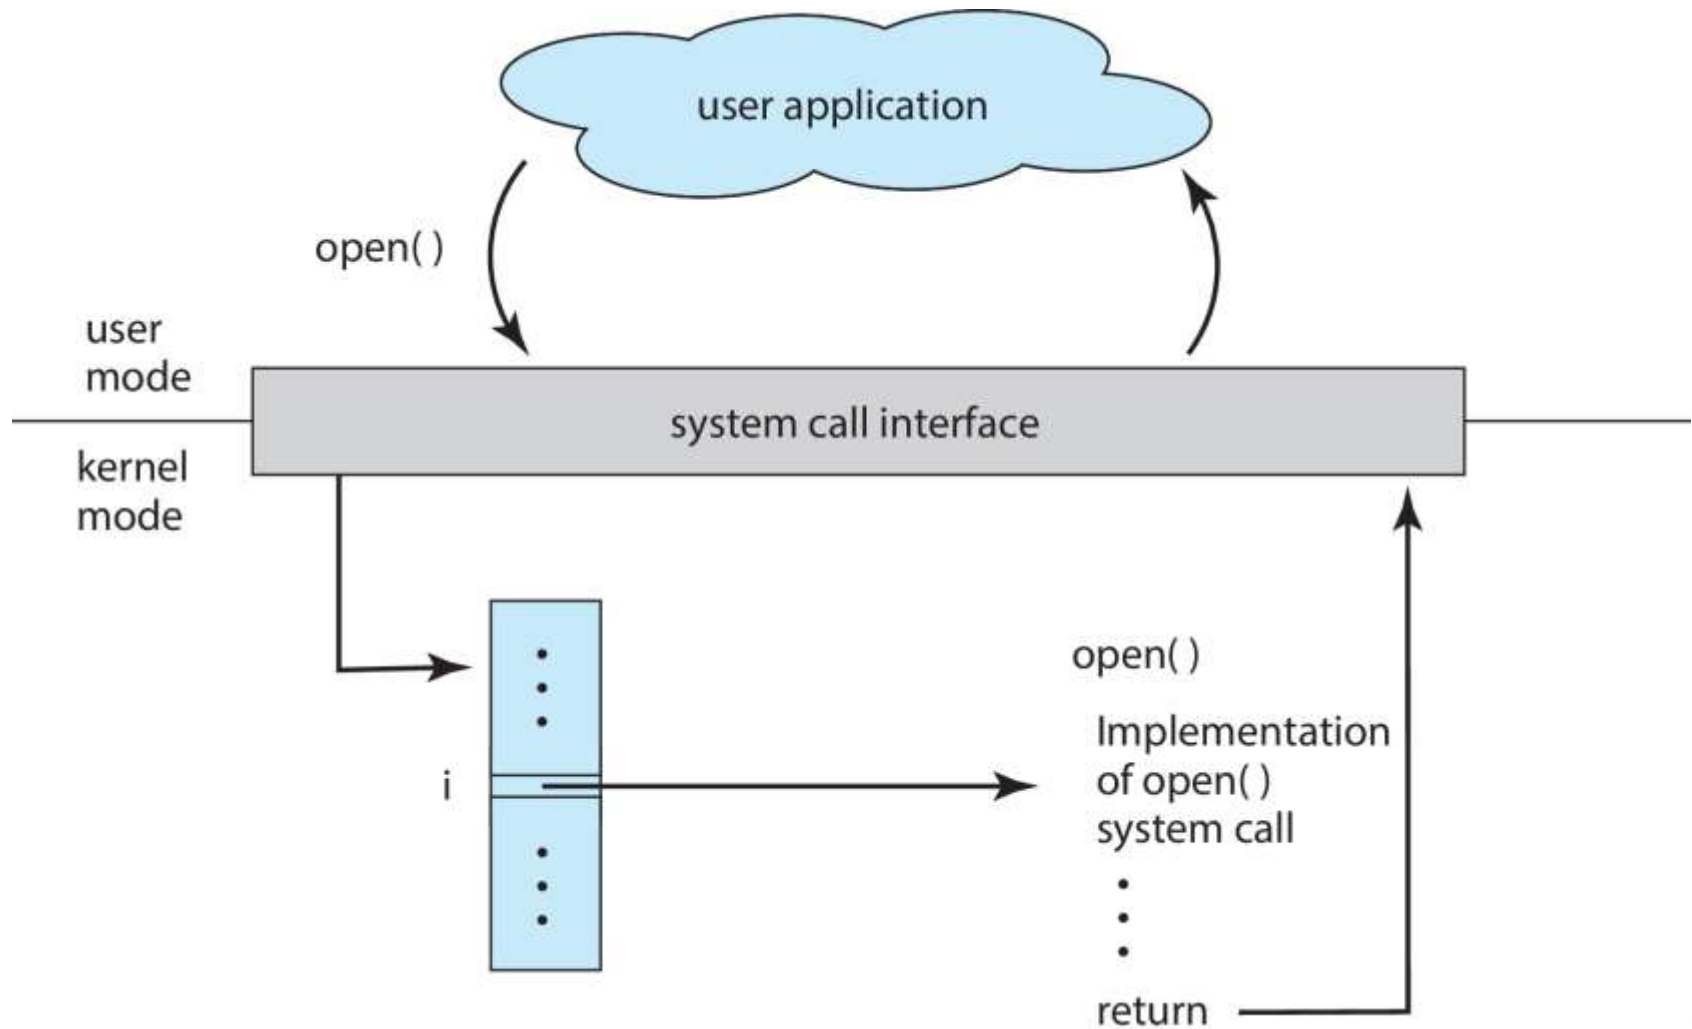 user application
open( )
user
mode
system call interface
kernel
mode
open( )
Implementation
of open( )
system call
i
return